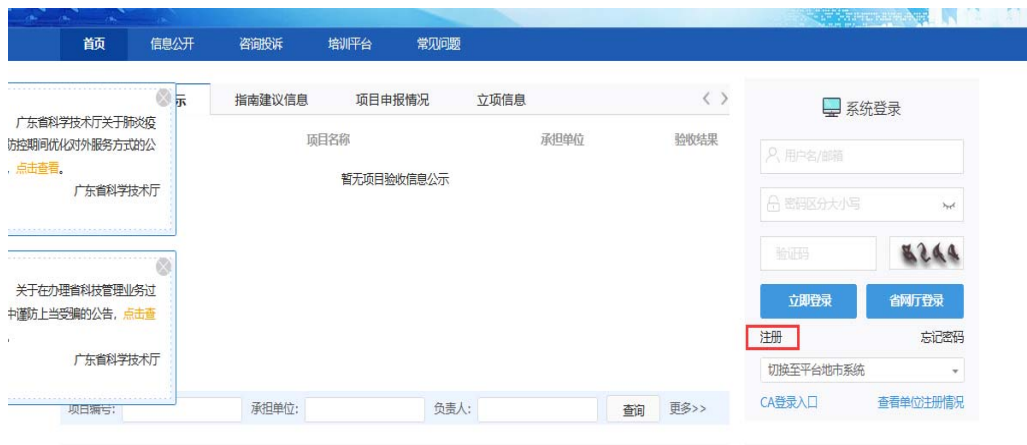 首页 信息公开 咨询投诉 培训平台 常见问题
示 指南建议信息 项目申报情况 立项信息
项目名称 承担单位 验收结果
暂无项目验收信息公示
广东省科学技术厅关于肺炎疫
防控期间优化对外服务方式的公
，点击查看。
广东省科学技术厅
关于在办理省科技管理业务过
中谨防上当受骗的公告，点击查
广东省科学技术厅
项目编号： 承担单位： 负责人： 查询 更多>>
系统登录
用户名/邮箱
密码区分大小写
验证码 8244
立即登录 省网厅登录
注册 忘记密码
切换至平台地市系统
CA登录入口 查看单位注册情况